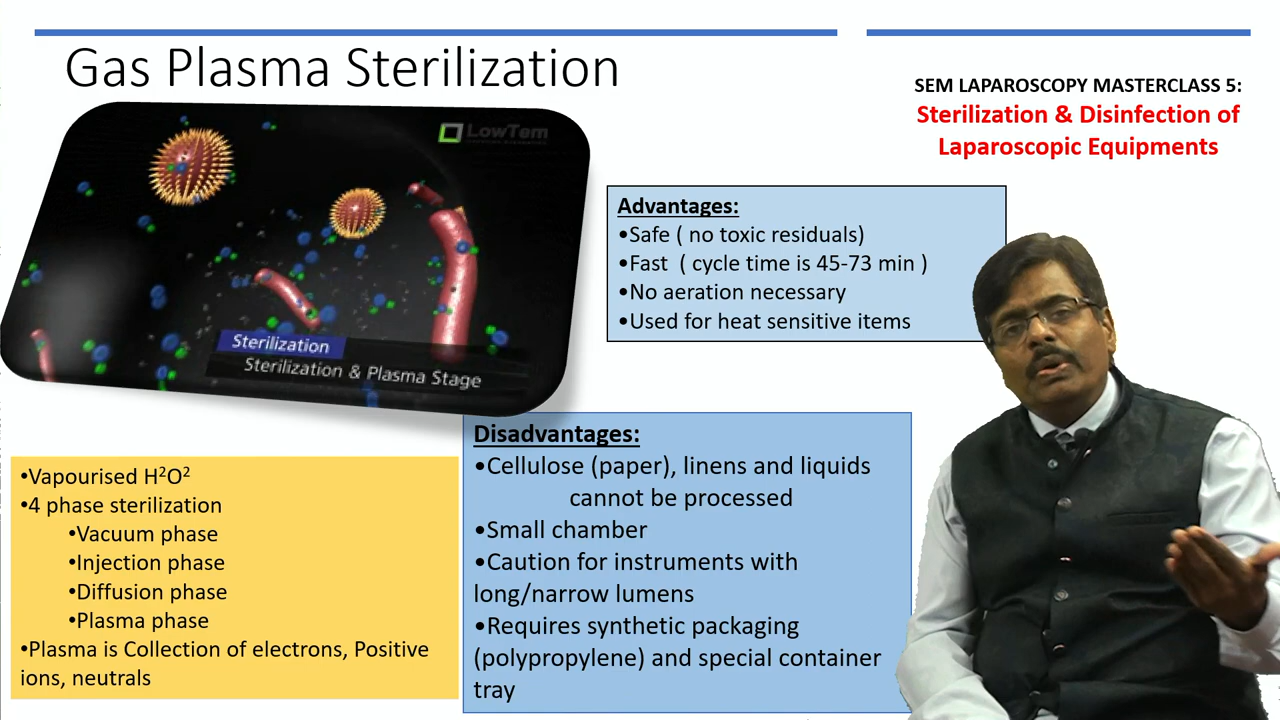 Gas Plasma Sterilization
SEM LAPAROSCOPY MASTERCLASS 5:
Sterilization & Disinfection of
Laparoscopic Equipments
LowTem
Sterilization
Sterilization & Plasma Stage
Advantages:
•Safe ( no toxic residuals)
•Fast ( cycle time is 45-73 min )
•No aeration necessary
•Used for heat sensitive items
•Vapourised H²O²
•4 phase sterilization
•Vacuum phase
•Injection phase
•Diffusion phase
•Plasma phase
•Plasma is Collection of electrons, Positive
ions, neutrals
Disadvantages:
•Cellulose (paper), linens and liquids
cannot be processed
•Small chamber
•Caution for instruments with
long/narrow lumens
•Requires synthetic packaging
(polypropylene) and special container
tray